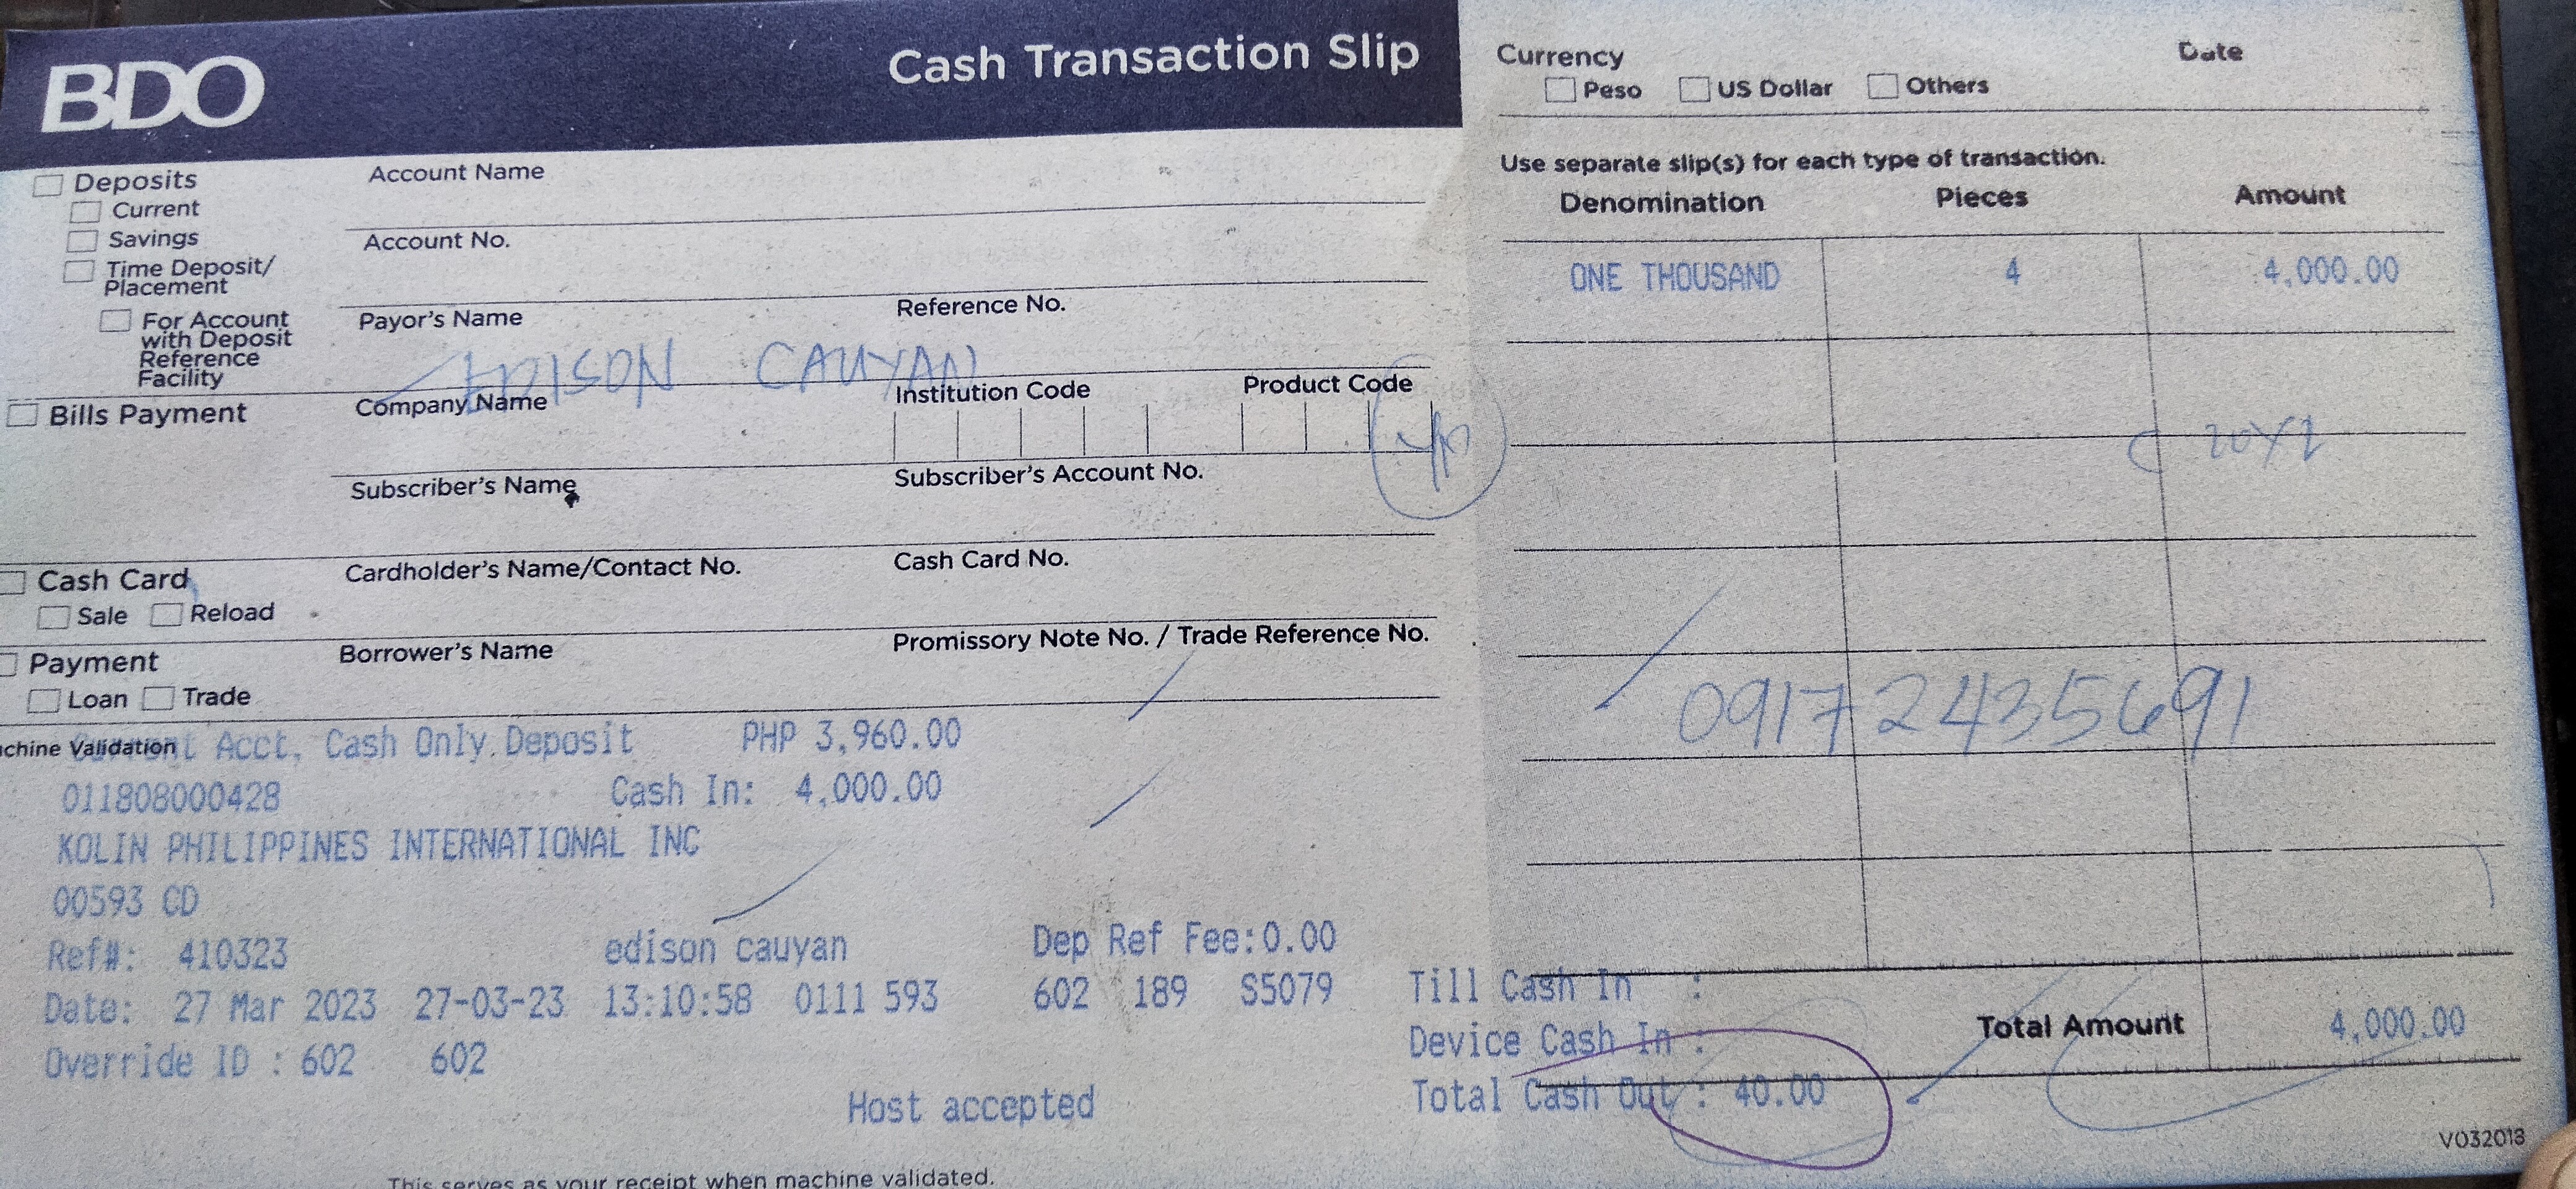 BDO
Cash Transaction Slip
Currency
Peso US Dollar Others
Date
Use separate slip(s) for each type of transaction.
Denomination Pieces Amount
ONE THOUSAND 4 4,000.00
C 20X2
09172435691
Total Amount 4,000.00
Deposits
Current
Savings
Time Deposit/
Placement
For Account
with Deposit
Reference
Facility
Account Name
Account No.
Payor's Name
Reference No.
EDISON CAUYAN
Bills Payment
Company Name
Institution Code
Product Code
Subscriber's Name
Subscriber's Account No.
Cash Card
Sale Reload
Cardholder's Name/Contact No.
Cash Card No.
Payment
Loan Trade
Borrower's Name
Promissory Note No. / Trade Reference No.
chine Validation
Current Acct, Cash Only Deposit PHP 3,960.00
011808000428 Cash In: 4,000.00
KOLIN PHILIPPINES INTERNATIONAL INC
00593 CD
Ref#: 410323 edison cauyan Dep Ref Fee:0.00
Date: 27 Mar 2023 27-03-23 13:10:58 0111 593 602 189 S5079
Till Cash In :
Device Cash In :
Override ID : 602 602
Total Cash Out : 40.00
Host accepted
This serves as your receipt when machine validated.
V032013